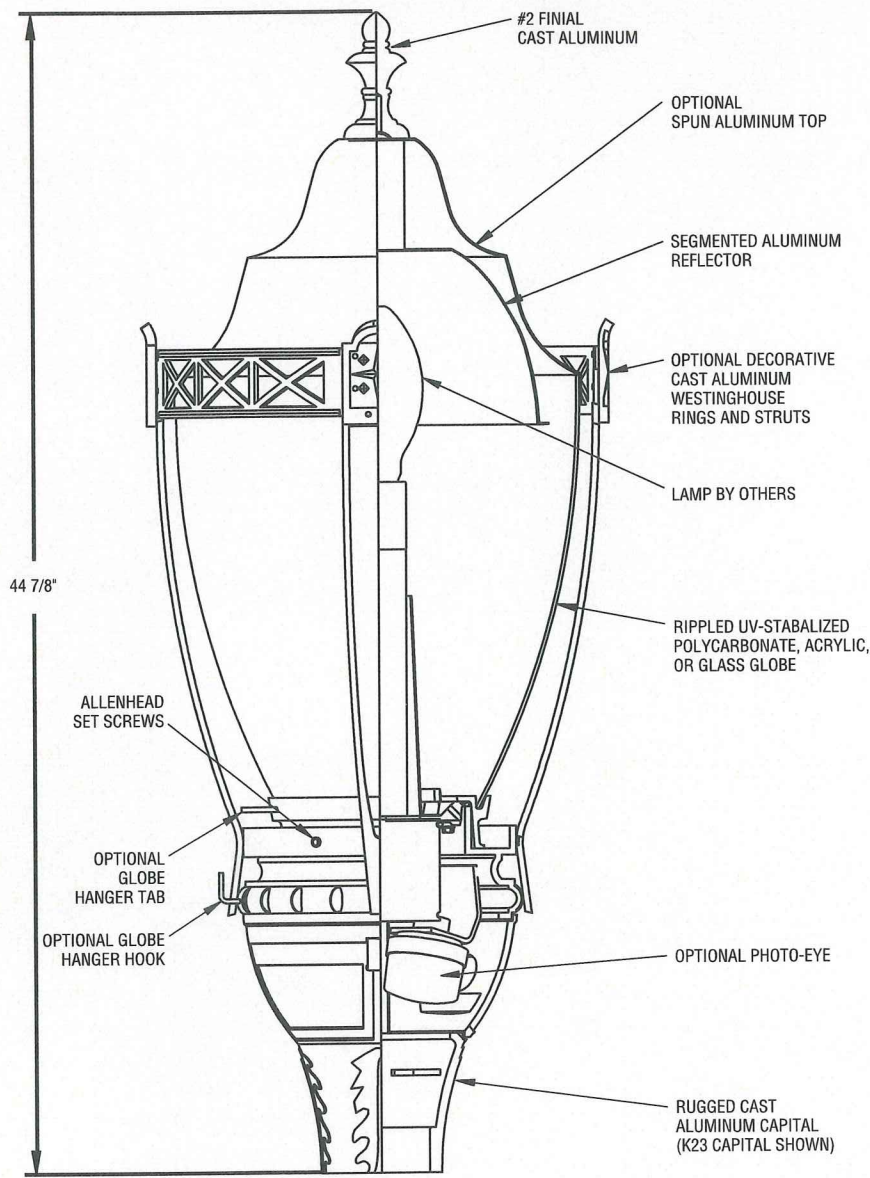 #2 FINIAL
CAST ALUMINUM
OPTIONAL
SPUN ALUMINUM TOP
SEGMENTED ALUMINUM
REFLECTOR
OPTIONAL DECORATIVE
CAST ALUMINUM
WESTINGHOUSE
RINGS AND STRUTS
LAMP BY OTHERS
44 7/8"
RIPPLED UV-STABALIZED
POLYCARBONATE, ACRYLIC,
OR GLASS GLOBE
ALLENHEAD
SET SCREWS
OPTIONAL
GLOBE
HANGER TAB
OPTIONAL GLOBE
HANGER HOOK
OPTIONAL PHOTO-EYE
RUGGED CAST
ALUMINUM CAPITAL
(K23 CAPITAL SHOWN)